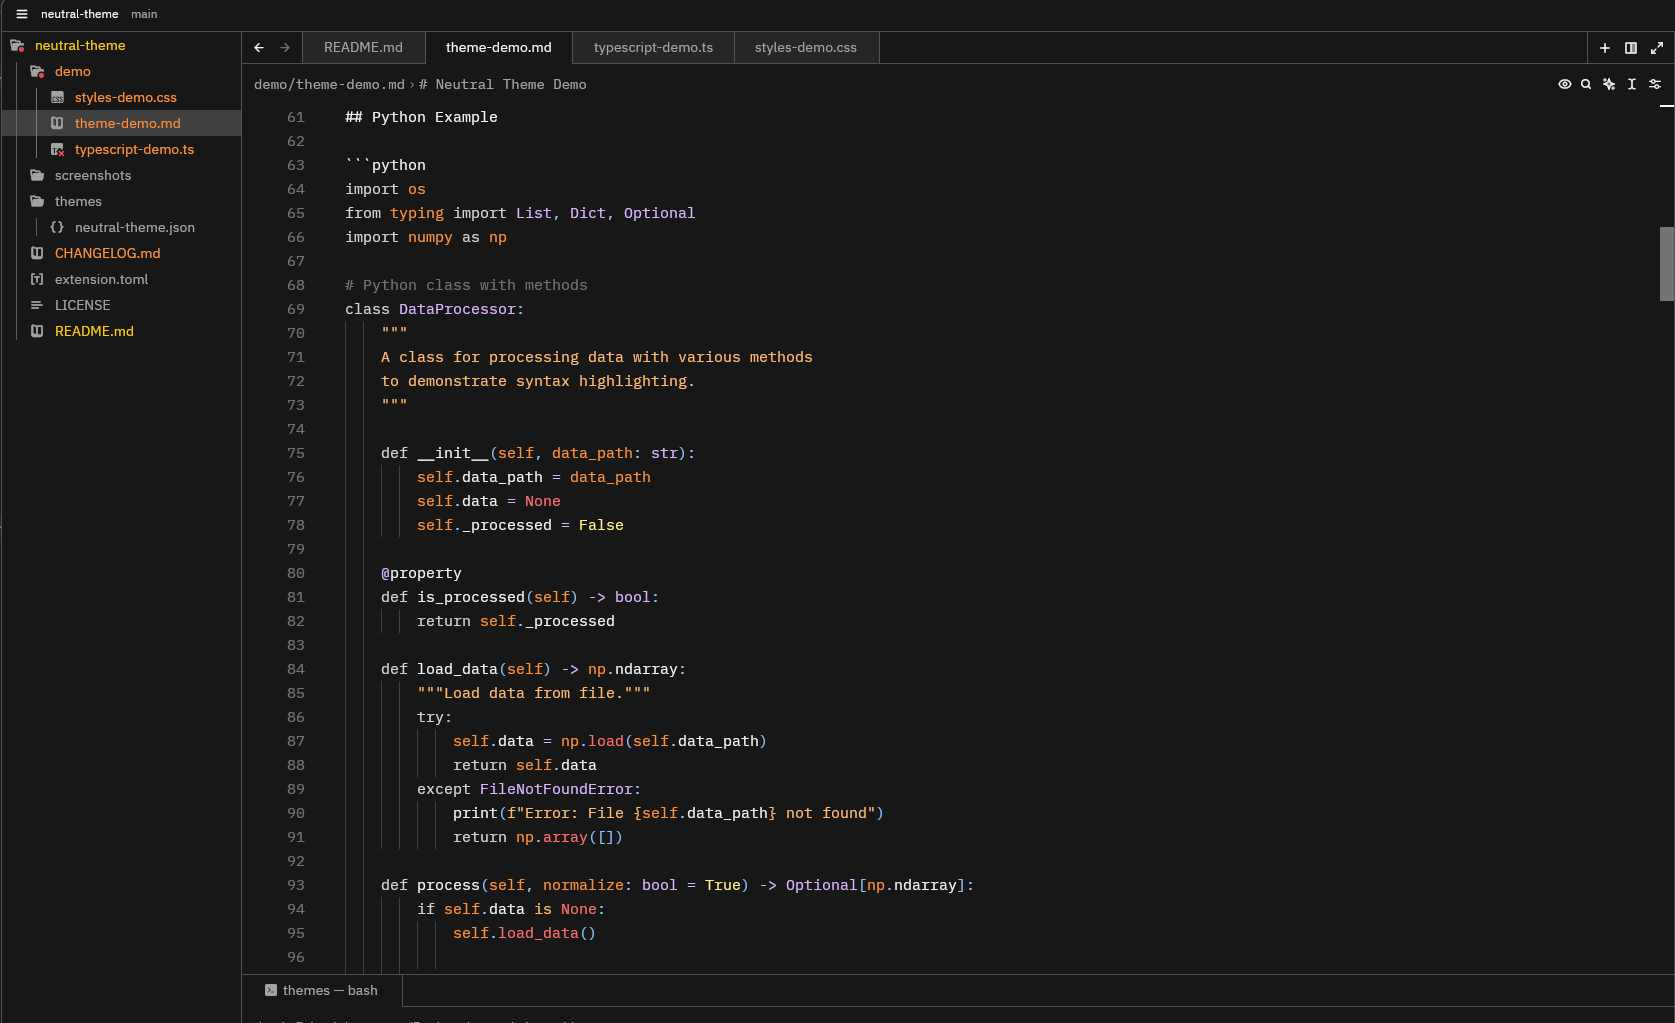 neutral-theme main
neutral-theme
demo
styles-demo.css
theme-demo.md
typescript-demo.ts
screenshots
themes
neutral-theme.json
CHANGELOG.md
extension.toml
LICENSE
README.md
README.md theme-demo.md typescript-demo.ts styles-demo.css
demo/theme-demo.md › # Neutral Theme Demo
61 ## Python Example
62
63 ```python
64 import os
65 from typing import List, Dict, Optional
66 import numpy as np
67
68 # Python class with methods
69 class DataProcessor:
70     """
71     A class for processing data with various methods
72     to demonstrate syntax highlighting.
73     """
74
75     def __init__(self, data_path: str):
76         self.data_path = data_path
77         self.data = None
78         self._processed = False
79
80     @property
81     def is_processed(self) -> bool:
82         return self._processed
83
84     def load_data(self) -> np.ndarray:
85         """Load data from file."""
86         try:
87             self.data = np.load(self.data_path)
88             return self.data
89         except FileNotFoundError:
90             print(f"Error: File {self.data_path} not found")
91             return np.array([])
92
93     def process(self, normalize: bool = True) -> Optional[np.ndarray]:
94         if self.data is None:
95             self.load_data()
96
themes — bash